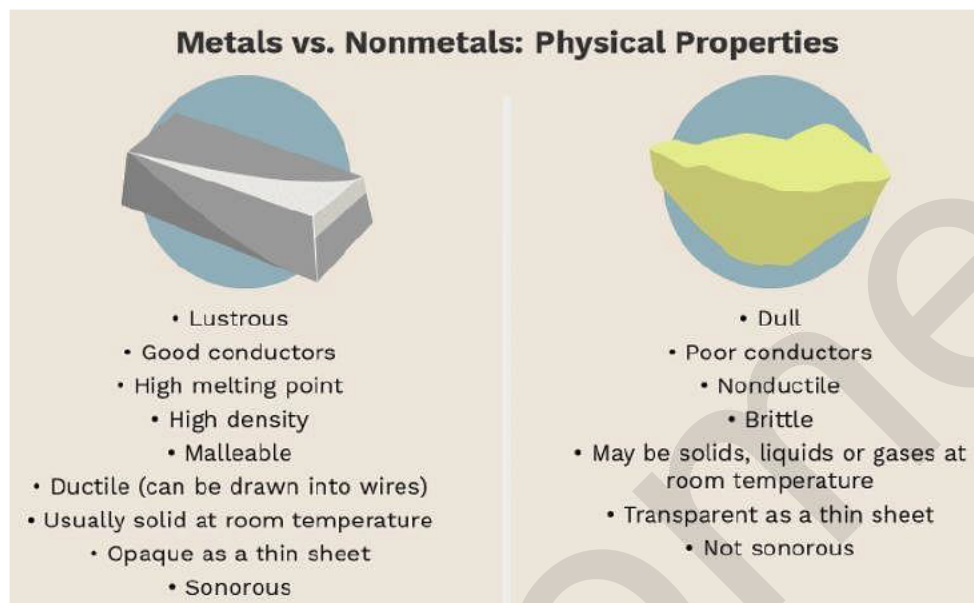 Metals vs. Nonmetals: Physical Properties
• Lustrous
• Good conductors
• High melting point
• High density
• Malleable
• Ductile (can be drawn into wires)
• Usually solid at room temperature
• Opaque as a thin sheet
• Sonorous
• Dull
• Poor conductors
• Nonductile
• Brittle
• May be solids, liquids or gases at
room temperature
• Transparent as a thin sheet
• Not sonorous